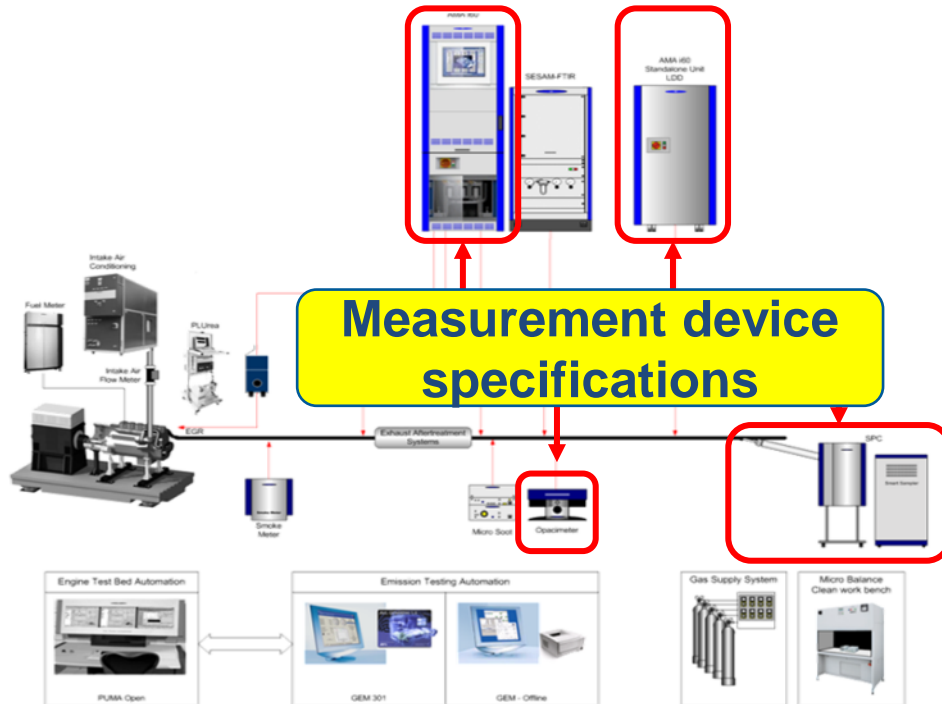 AMA i60
SESAM-FTIR
AMA i60
Standalone Unit
LDD
Intake Air
Conditioning
Fuel Meter
PLUrea
Intake Air
Flow Meter
Measurement device
specifications
EGR
Exhaust Aftertreatment
Systems
SPC
Smart Sampler
Smoke Meter
Smoke
Meter
Micro Soot
Opacimeter
Engine Test Bed Automation
Emission Testing Automation
Gas Supply System
Micro Balance
Clean work bench
PUMA Open
GEM 301
GEM - Offline